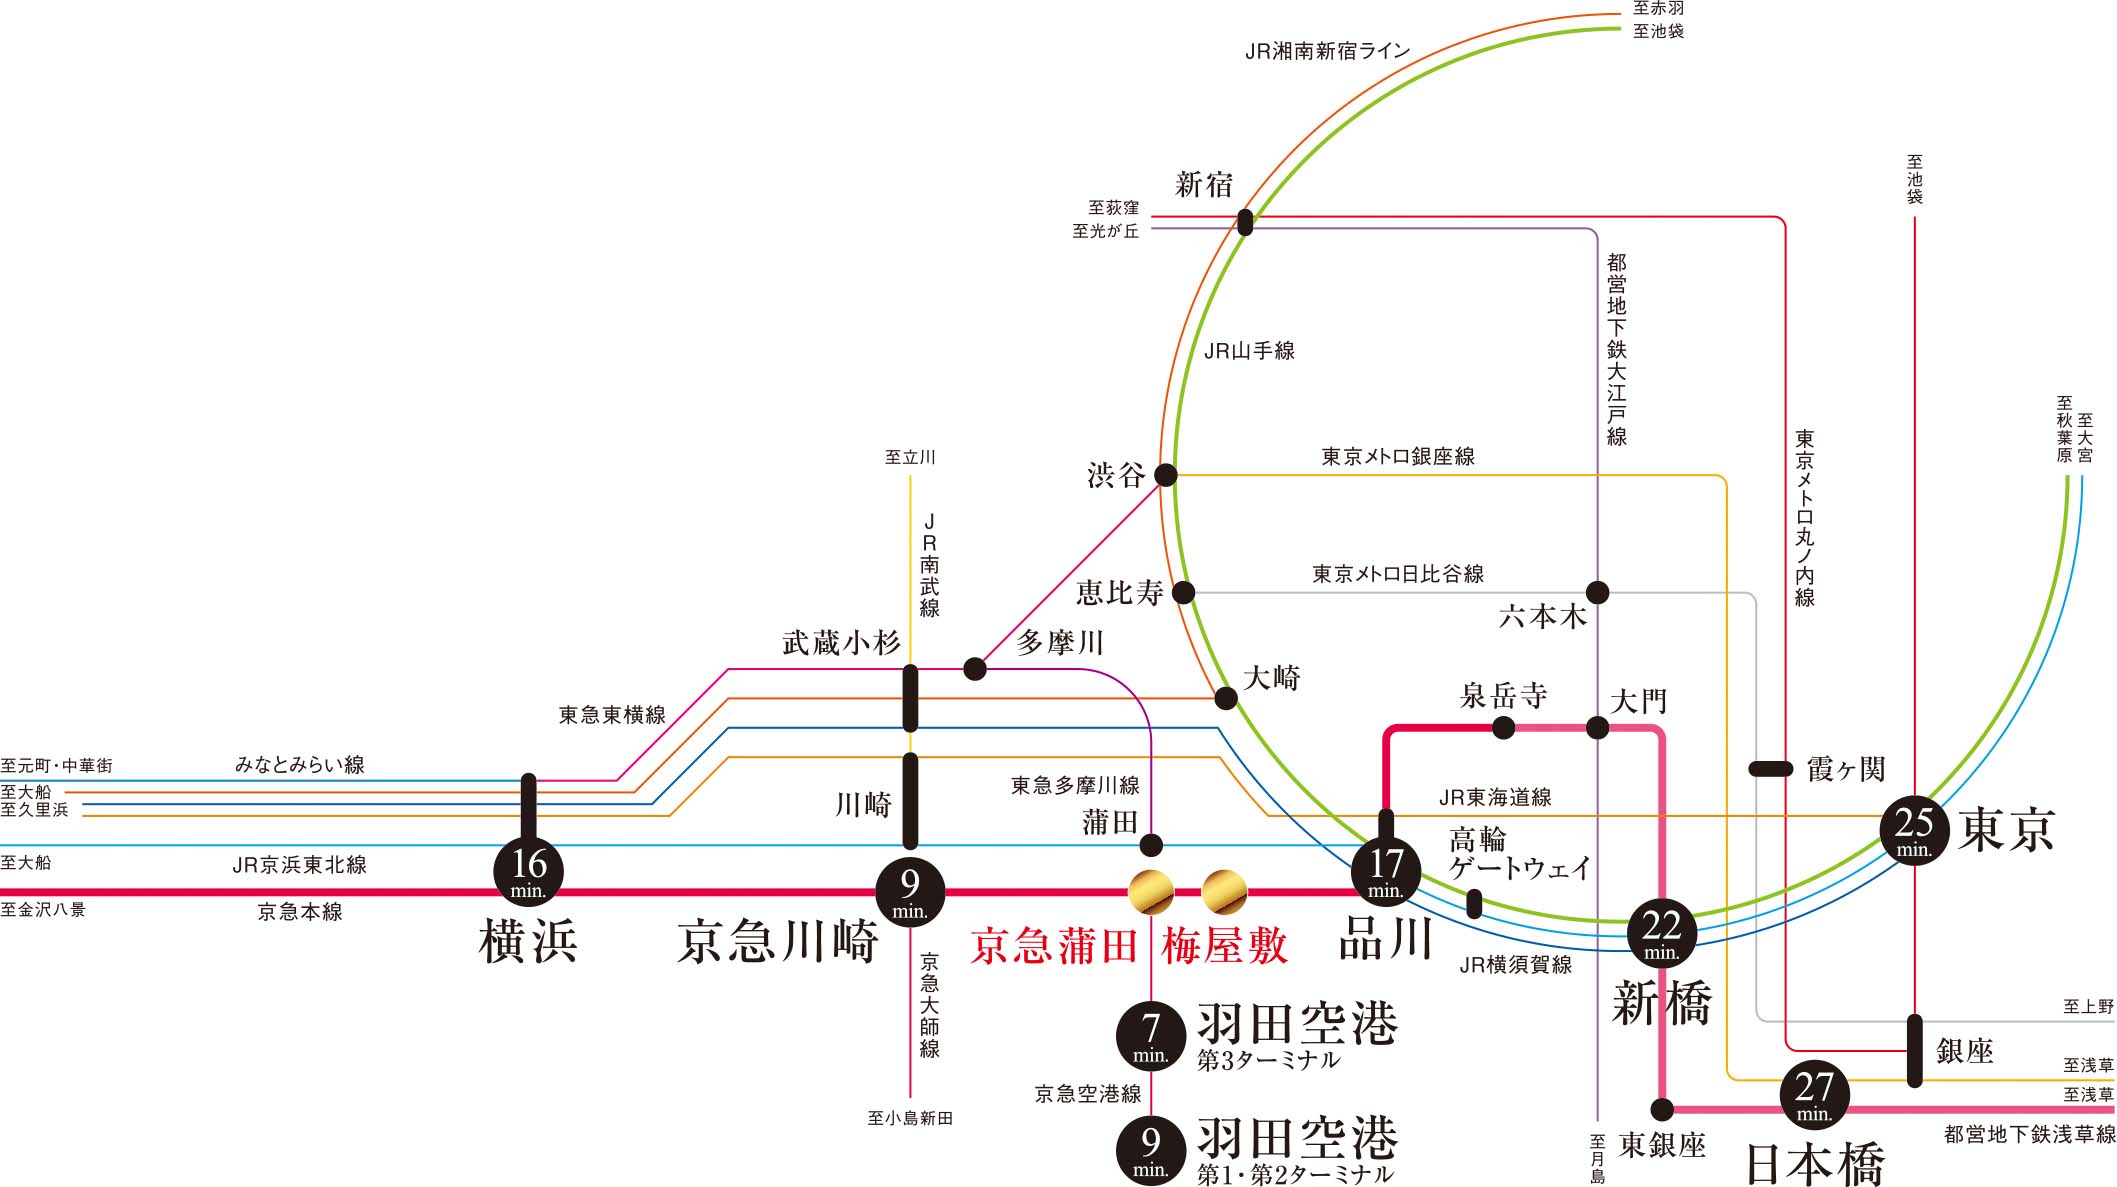 至赤羽
至池袋
JR湘南新宿ライン
新宿
至荻窪
至光が丘
至池袋
都営地下鉄大江戸線
JR山手線
至秋葉原
至大宮
東京メトロ丸ノ内線
至立川
JR南武線
渋谷
東京メトロ銀座線
恵比寿
東京メトロ日比谷線
六本木
武蔵小杉
多摩川
大崎
泉岳寺
大門
東急東横線
至元町・中華街
みなとみらい線
至大船
至久里浜
川崎
東急多摩川線
蒲田
JR東海道線
高輪
ゲートウェイ
霞ヶ関
25
min.
東京
至大船
JR京浜東北線
16
min.
横浜
至金沢八景
京急本線
9
min.
京急川崎
京急蒲田
梅屋敷
17
min.
品川
JR横須賀線
22
min.
新橋
京急大師線
至小島新田
7
min.
羽田空港
第3ターミナル
京急空港線
9
min.
羽田空港
第1・第2ターミナル
至上野
銀座
至浅草
至浅草
27
min.
日本橋
都営地下鉄浅草線
東銀座
至月島